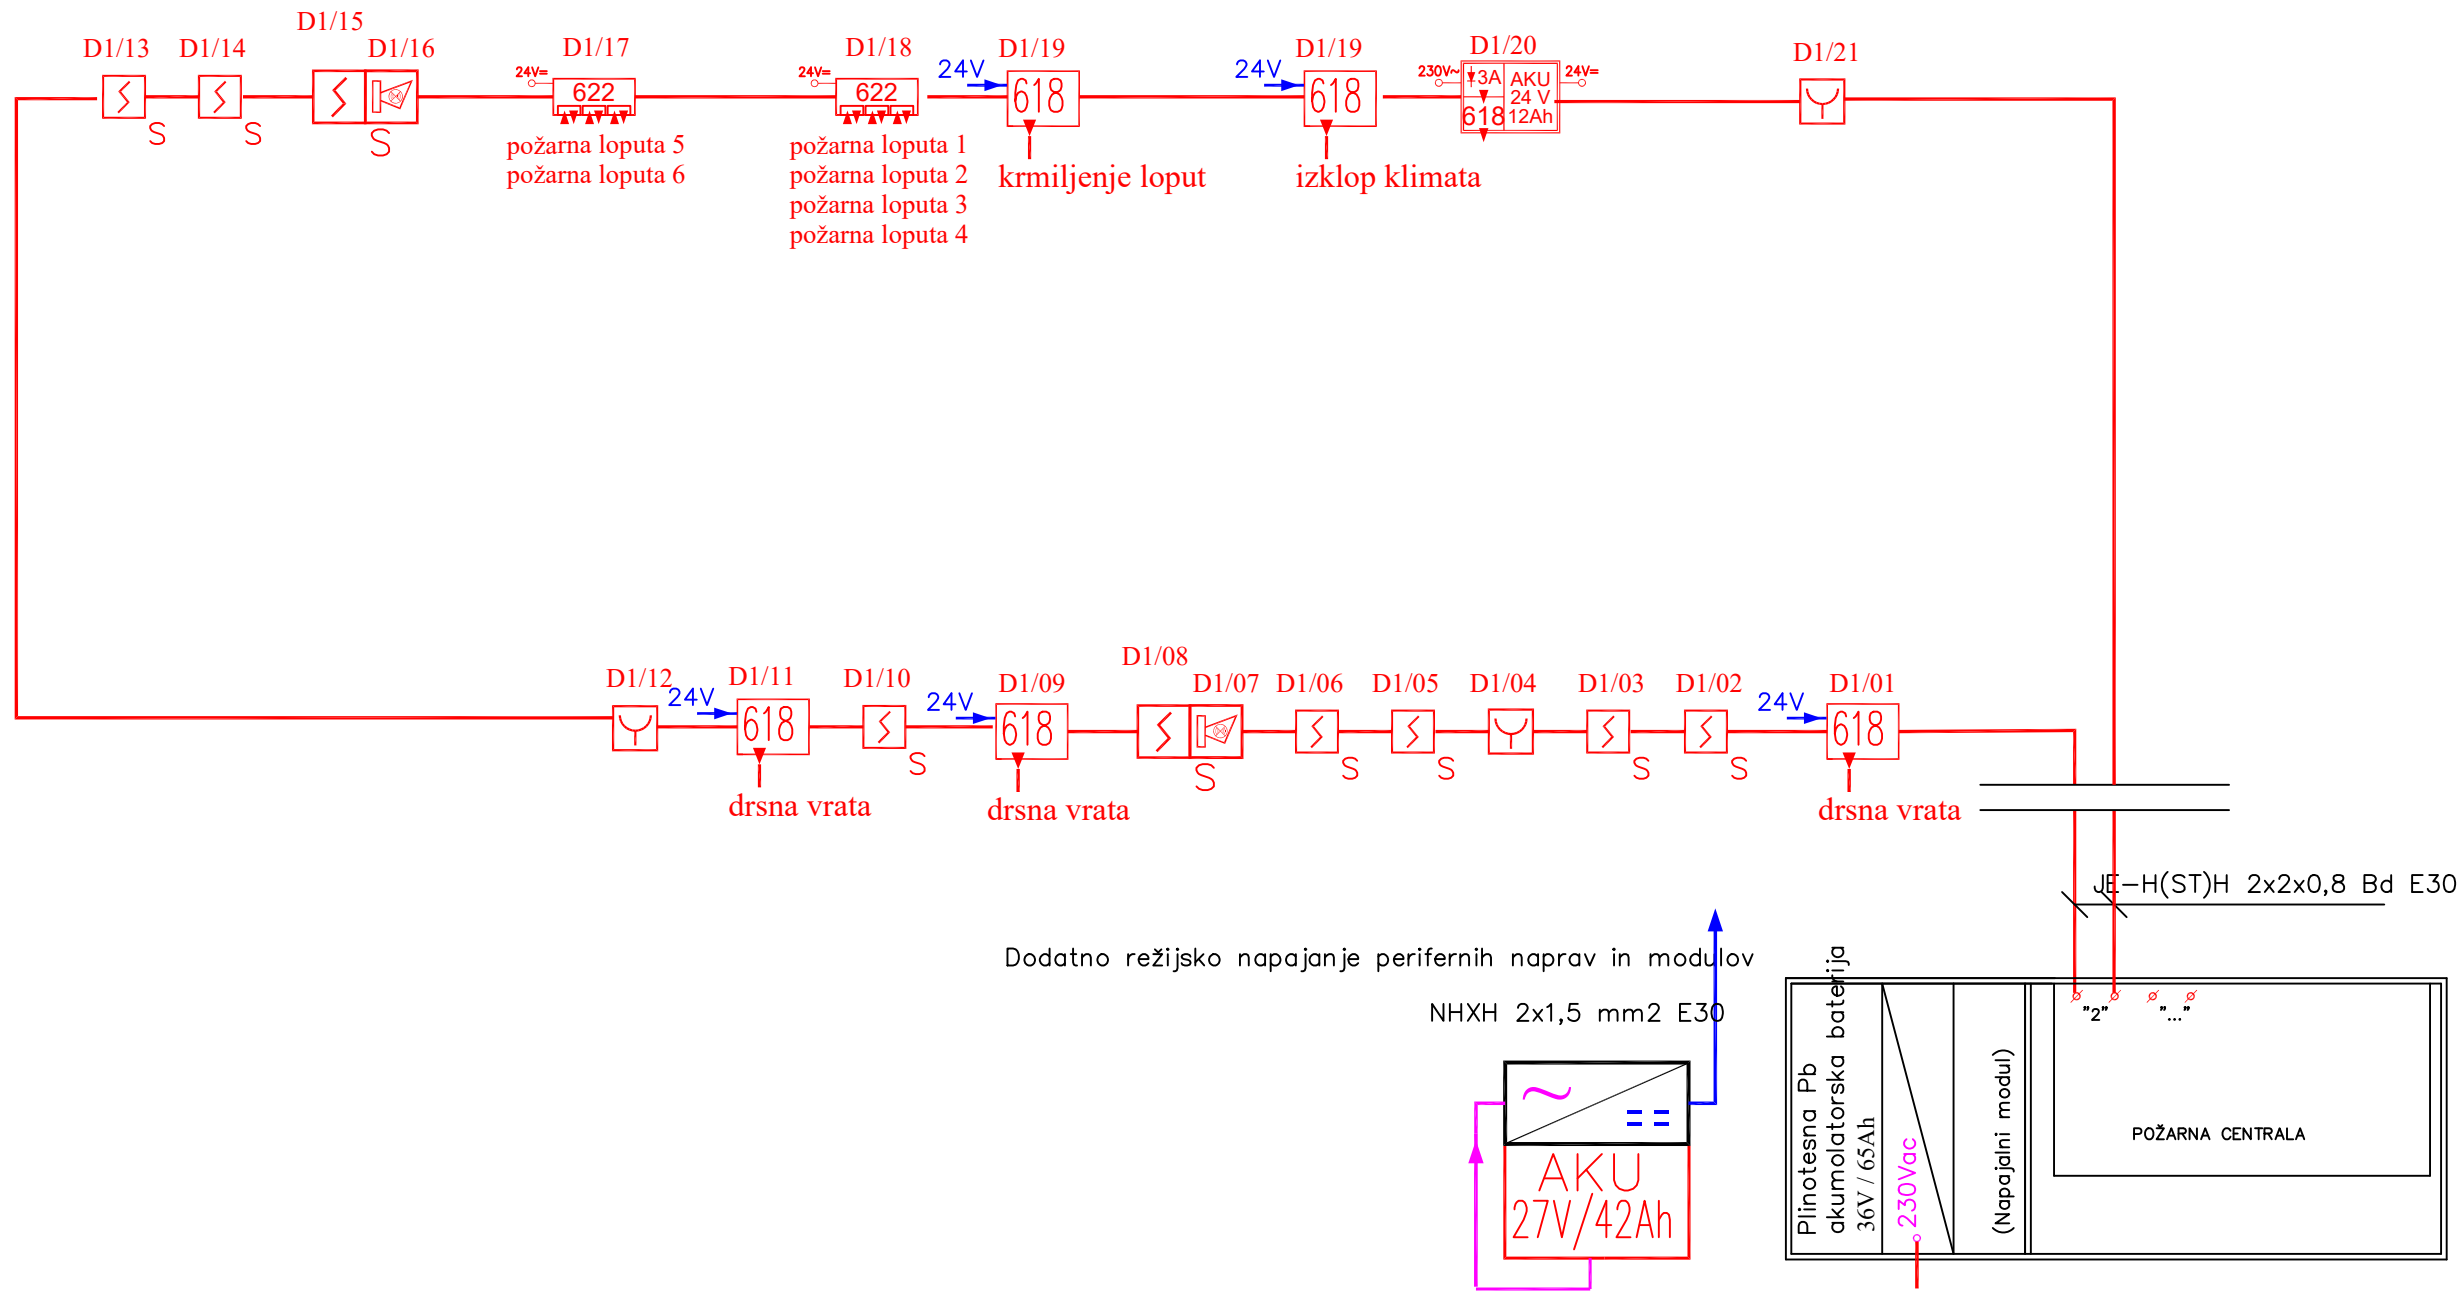 D1/15
D1/13 D1/14 D1/16 D1/17 D1/18 D1/19 D1/19 D1/20 D1/21
24V= 24V= 24V 24V 230V~ 24V=
622 622 618 618 3A AKU
24 V
618 12Ah
S S S
požarna loputa 5
požarna loputa 6
požarna loputa 1
požarna loputa 2
požarna loputa 3
požarna loputa 4
krmiljenje loput
izklop klimata
D1/08
D1/12 D1/11 D1/10 D1/09 D1/07 D1/06 D1/05 D1/04 D1/03 D1/02 D1/01
24V 24V 24V
618 618 618
S S S S S S
drsna vrata drsna vrata drsna vrata
JE-H(ST)H 2x2x0,8 Bd E30
Dodatno režijsko napajanje perifernih naprav in modulov
NHXH 2x1,5 mm2 E30
~
AKU
27V/42Ah
Plinotesna Pb
akumolatorska baterija
36V / 65Ah
230Vac
(Napajalni modul)
"2" "..."
POŽARNA CENTRALA